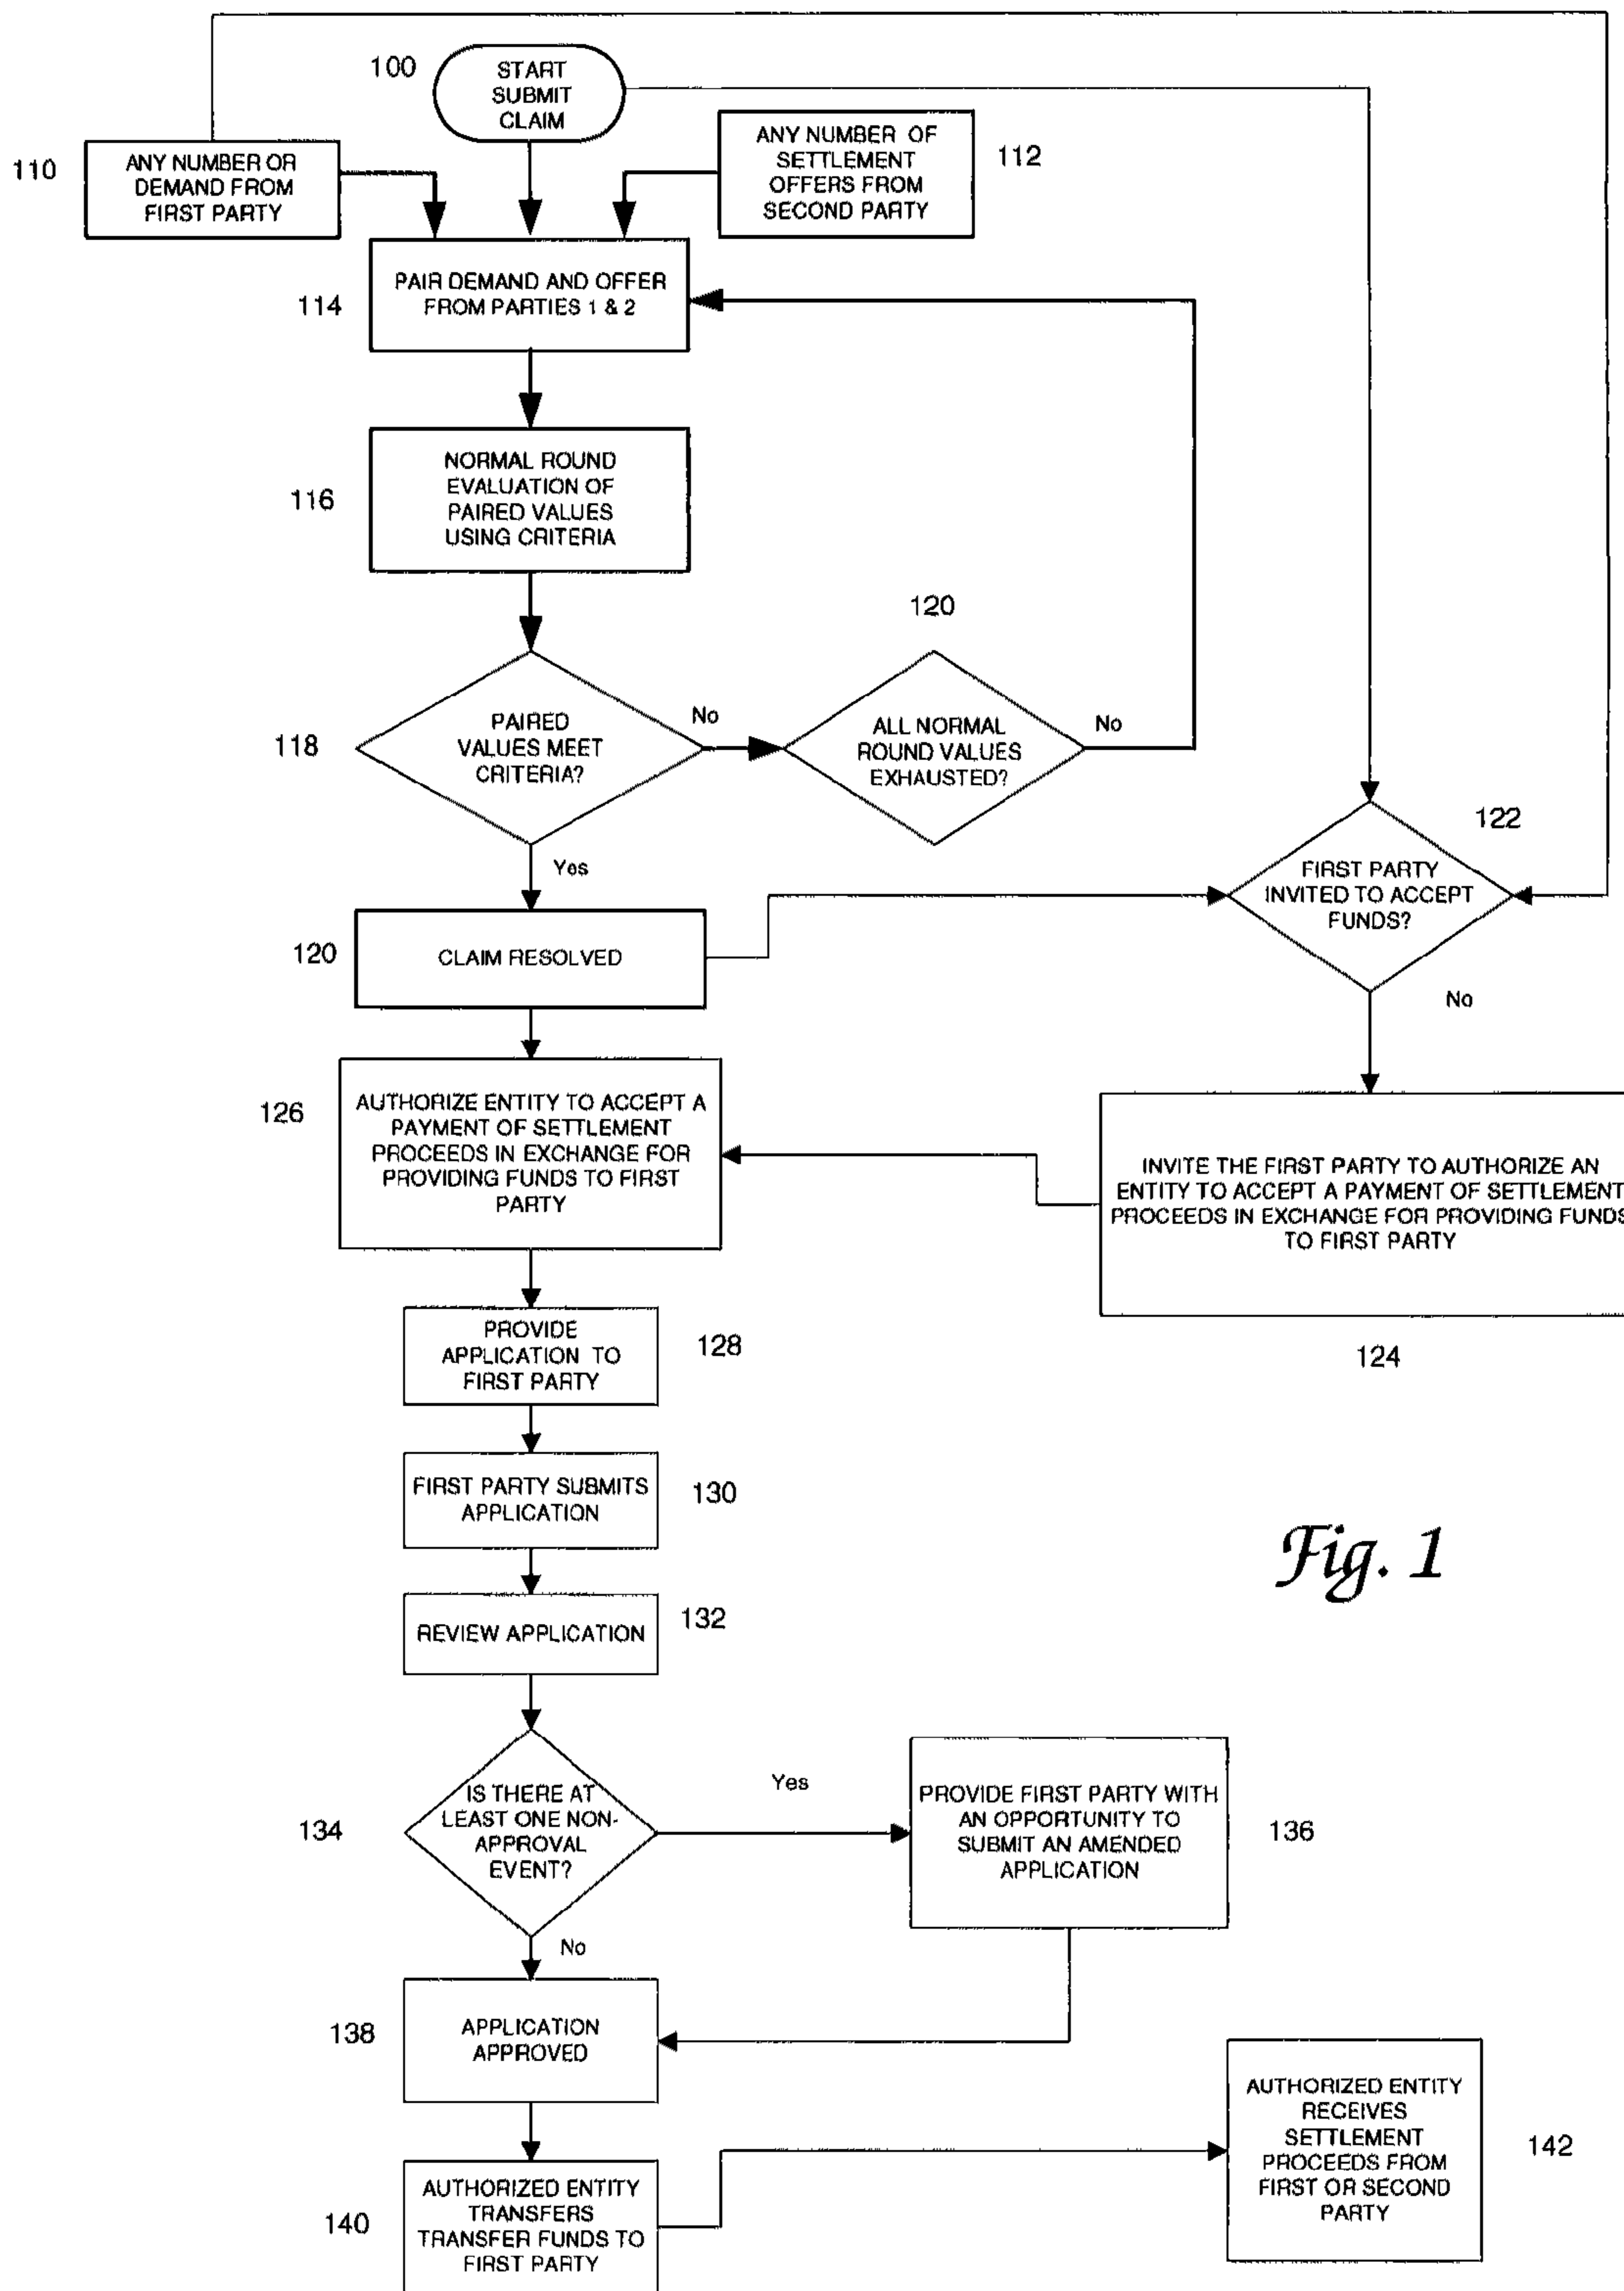 100
START
SUBMIT
CLAIM
110
ANY NUMBER OR
DEMAND FROM
FIRST PARTY
ANY NUMBER OF
SETTLEMENT
OFFERS FROM
SECOND PARTY
112
114
PAIR DEMAND AND OFFER
FROM PARTIES 1 & 2
116
NORMAL ROUND
EVALUATION OF
PAIRED VALUES
USING CRITERIA
118
PAIRED
VALUES MEET
CRITERIA?
No
120
ALL NORMAL
ROUND VALUES
EXHAUSTED?
No
Yes
122
FIRST PARTY
INVITED TO ACCEPT
FUNDS?
No
120
CLAIM RESOLVED
126
AUTHORIZE ENTITY TO ACCEPT A
PAYMENT OF SETTLEMENT
PROCEEDS IN EXCHANGE FOR
PROVIDING FUNDS TO FIRST
PARTY
INVITE THE FIRST PARTY TO AUTHORIZE AN
ENTITY TO ACCEPT A PAYMENT OF SETTLEMENT
PROCEEDS IN EXCHANGE FOR PROVIDING FUNDS
TO FIRST PARTY
124
PROVIDE
APPLICATION TO
FIRST PARTY
128
FIRST PARTY SUBMITS
APPLICATION
130
REVIEW APPLICATION
132
Fig. 1
134
IS THERE AT
LEAST ONE NON-
APPROVAL
EVENT?
Yes
PROVIDE FIRST PARTY WITH
AN OPPORTUNITY TO
SUBMIT AN AMENDED
APPLICATION
136
No
138
APPLICATION
APPROVED
140
AUTHORIZED ENTITY
TRANSFERS
TRANSFER FUNDS TO
FIRST PARTY
AUTHORIZED ENTITY
RECEIVES
SETTLEMENT
PROCEEDS FROM
FIRST OR SECOND
PARTY
142